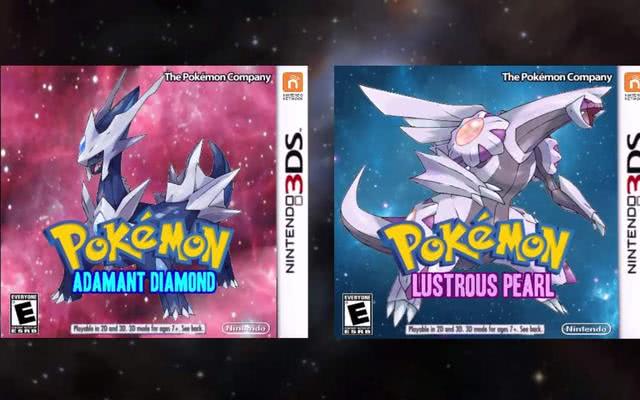 The Pokémon Company
NINTENDO NETWORK
NINTENDO 3DS
POKéMON
ADAMANT DIAMOND
EVERYONE
E
ESRB
Playable in 2D and 3D. 3D mode for ages 7+. See back.
Nintendo
The Pokémon Company
NINTENDO 3DS
POKéMON
LUSTROUS PEARL
EVERYONE
E
ESRB
Playable in 2D and 3D. 3D mode for ages 7+. See back.
Nintendo